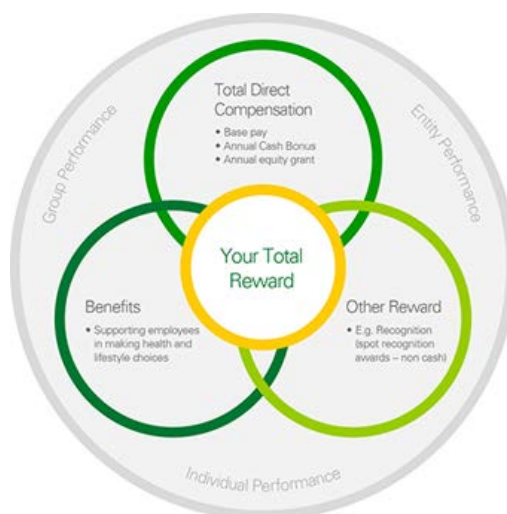 Group Performance
Entity Performance
Total Direct
Compensation
• Base pay
• Annual Cash Bonus
• Annual equity grant
Your Total
Reward
Benefits
• Supporting employees
in making health and
lifestyle choices
Other Reward
• E.g. Recognition
(spot recognition
awards – non cash)
Individual Performance